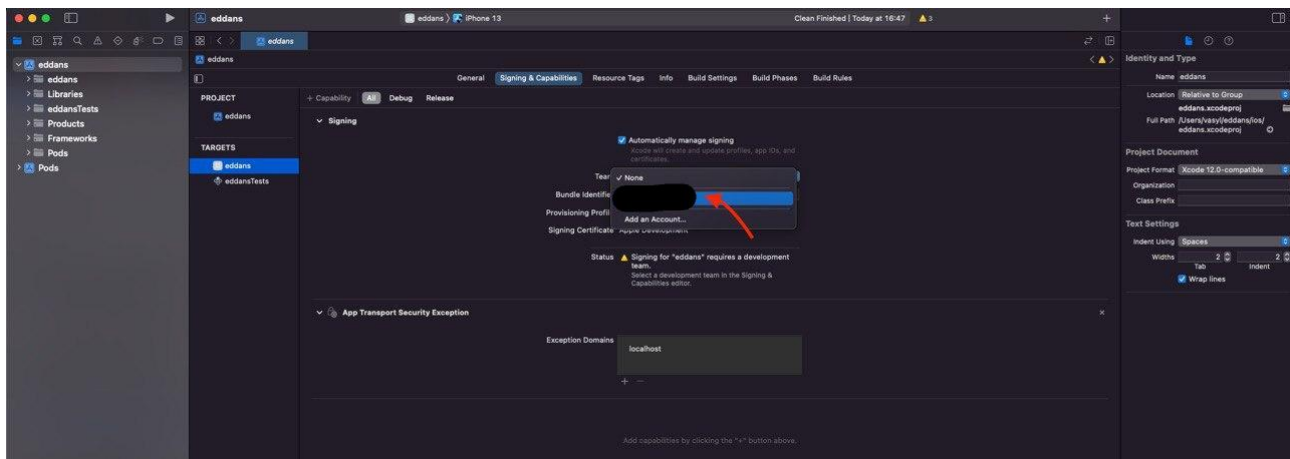 eddans
eddans
iPhone 13
Clean Finished | Today at 16:47
3
eddans
eddans
General
Signing & Capabilities
Resource Tags
Info
Build Settings
Build Phases
Build Rules
eddans
eddans
Libraries
eddansTests
Products
Frameworks
Pods
Pods
PROJECT
eddans
TARGETS
eddans
eddansTests
+ Capability
All
Debug
Release
Signing
Automatically manage signing
Xcode will create and update profiles, app IDs, and
certificates.
Tea
None
Bundle Identifie
Provisioning Profi
Add an Account...
Signing Certificate Apple Development
Status
Signing for "eddans" requires a development
team.
Select a development team in the Signing &
Capabilities editor.
App Transport Security Exception
Exception Domains
localhost
Add capabilities by clicking the "+" button above.
Identity and Type
Name eddans
Location Relative to Group
eddans.xcodeproj
Full Path /Users/vasyl/eddans/ios/
eddans.xcodeproj
Project Document
Project Format Xcode 12.0-compatible
Organization
Class Prefix
Text Settings
Indent Using Spaces
Widths 2 2
Tab Indent
Wrap lines